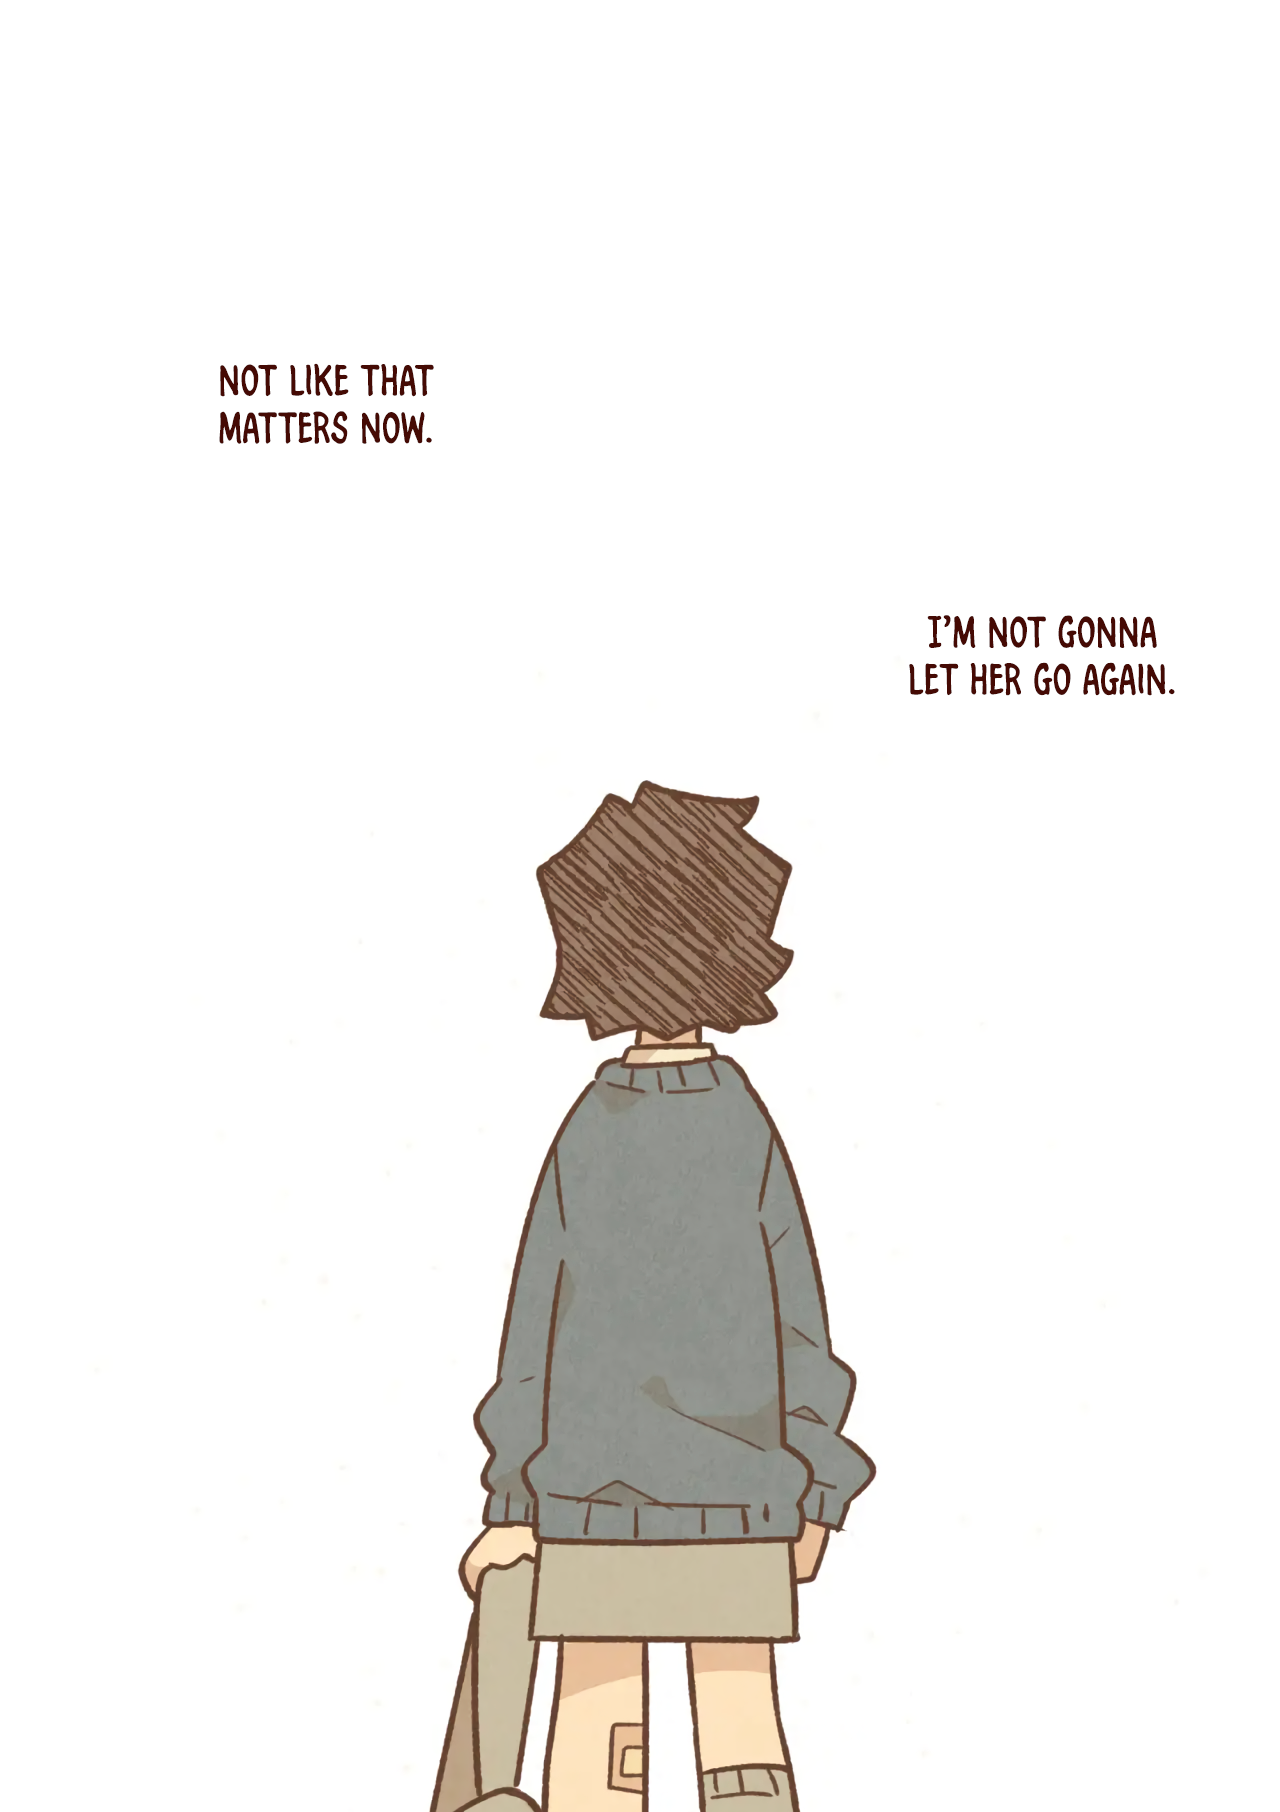 NOT LIKE THAT
MATTERS NOW.
I'M NOT GONNA
LET HER GO AGAIN.